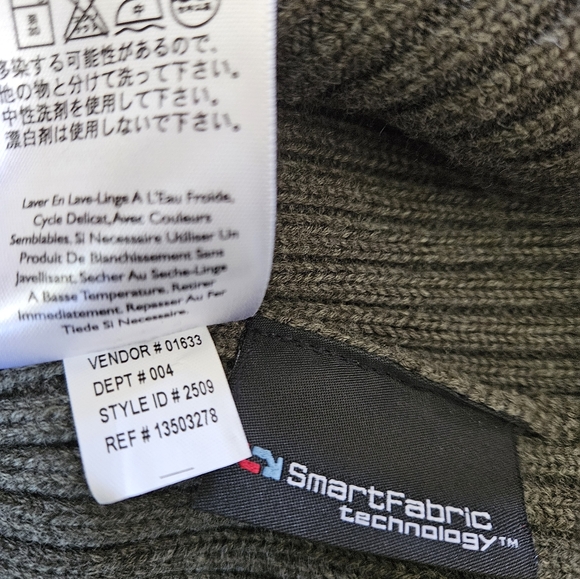 多染する可能性があるので、
他の物と分けて洗って下さい。
中性洗剤を使用して下さい。
漂白剤は使用しないで下さい。
Laver En Lave-Linge À L'Eau Froide,
Cycle Delicat, Avec Couleurs
Semblables, Si Necessaire Utiliser Un
Produit De Blanchiment Sans
Javellisant, Secher Au Seche-Linge
A Basse Temperature. Retirer
Immediatement. Repasser Au Fer
Tiede Si Necessaire.
VENDOR # 01633
DEPT # 004
STYLE ID # 2509
REF # 13503278
SmartFabric
technology™